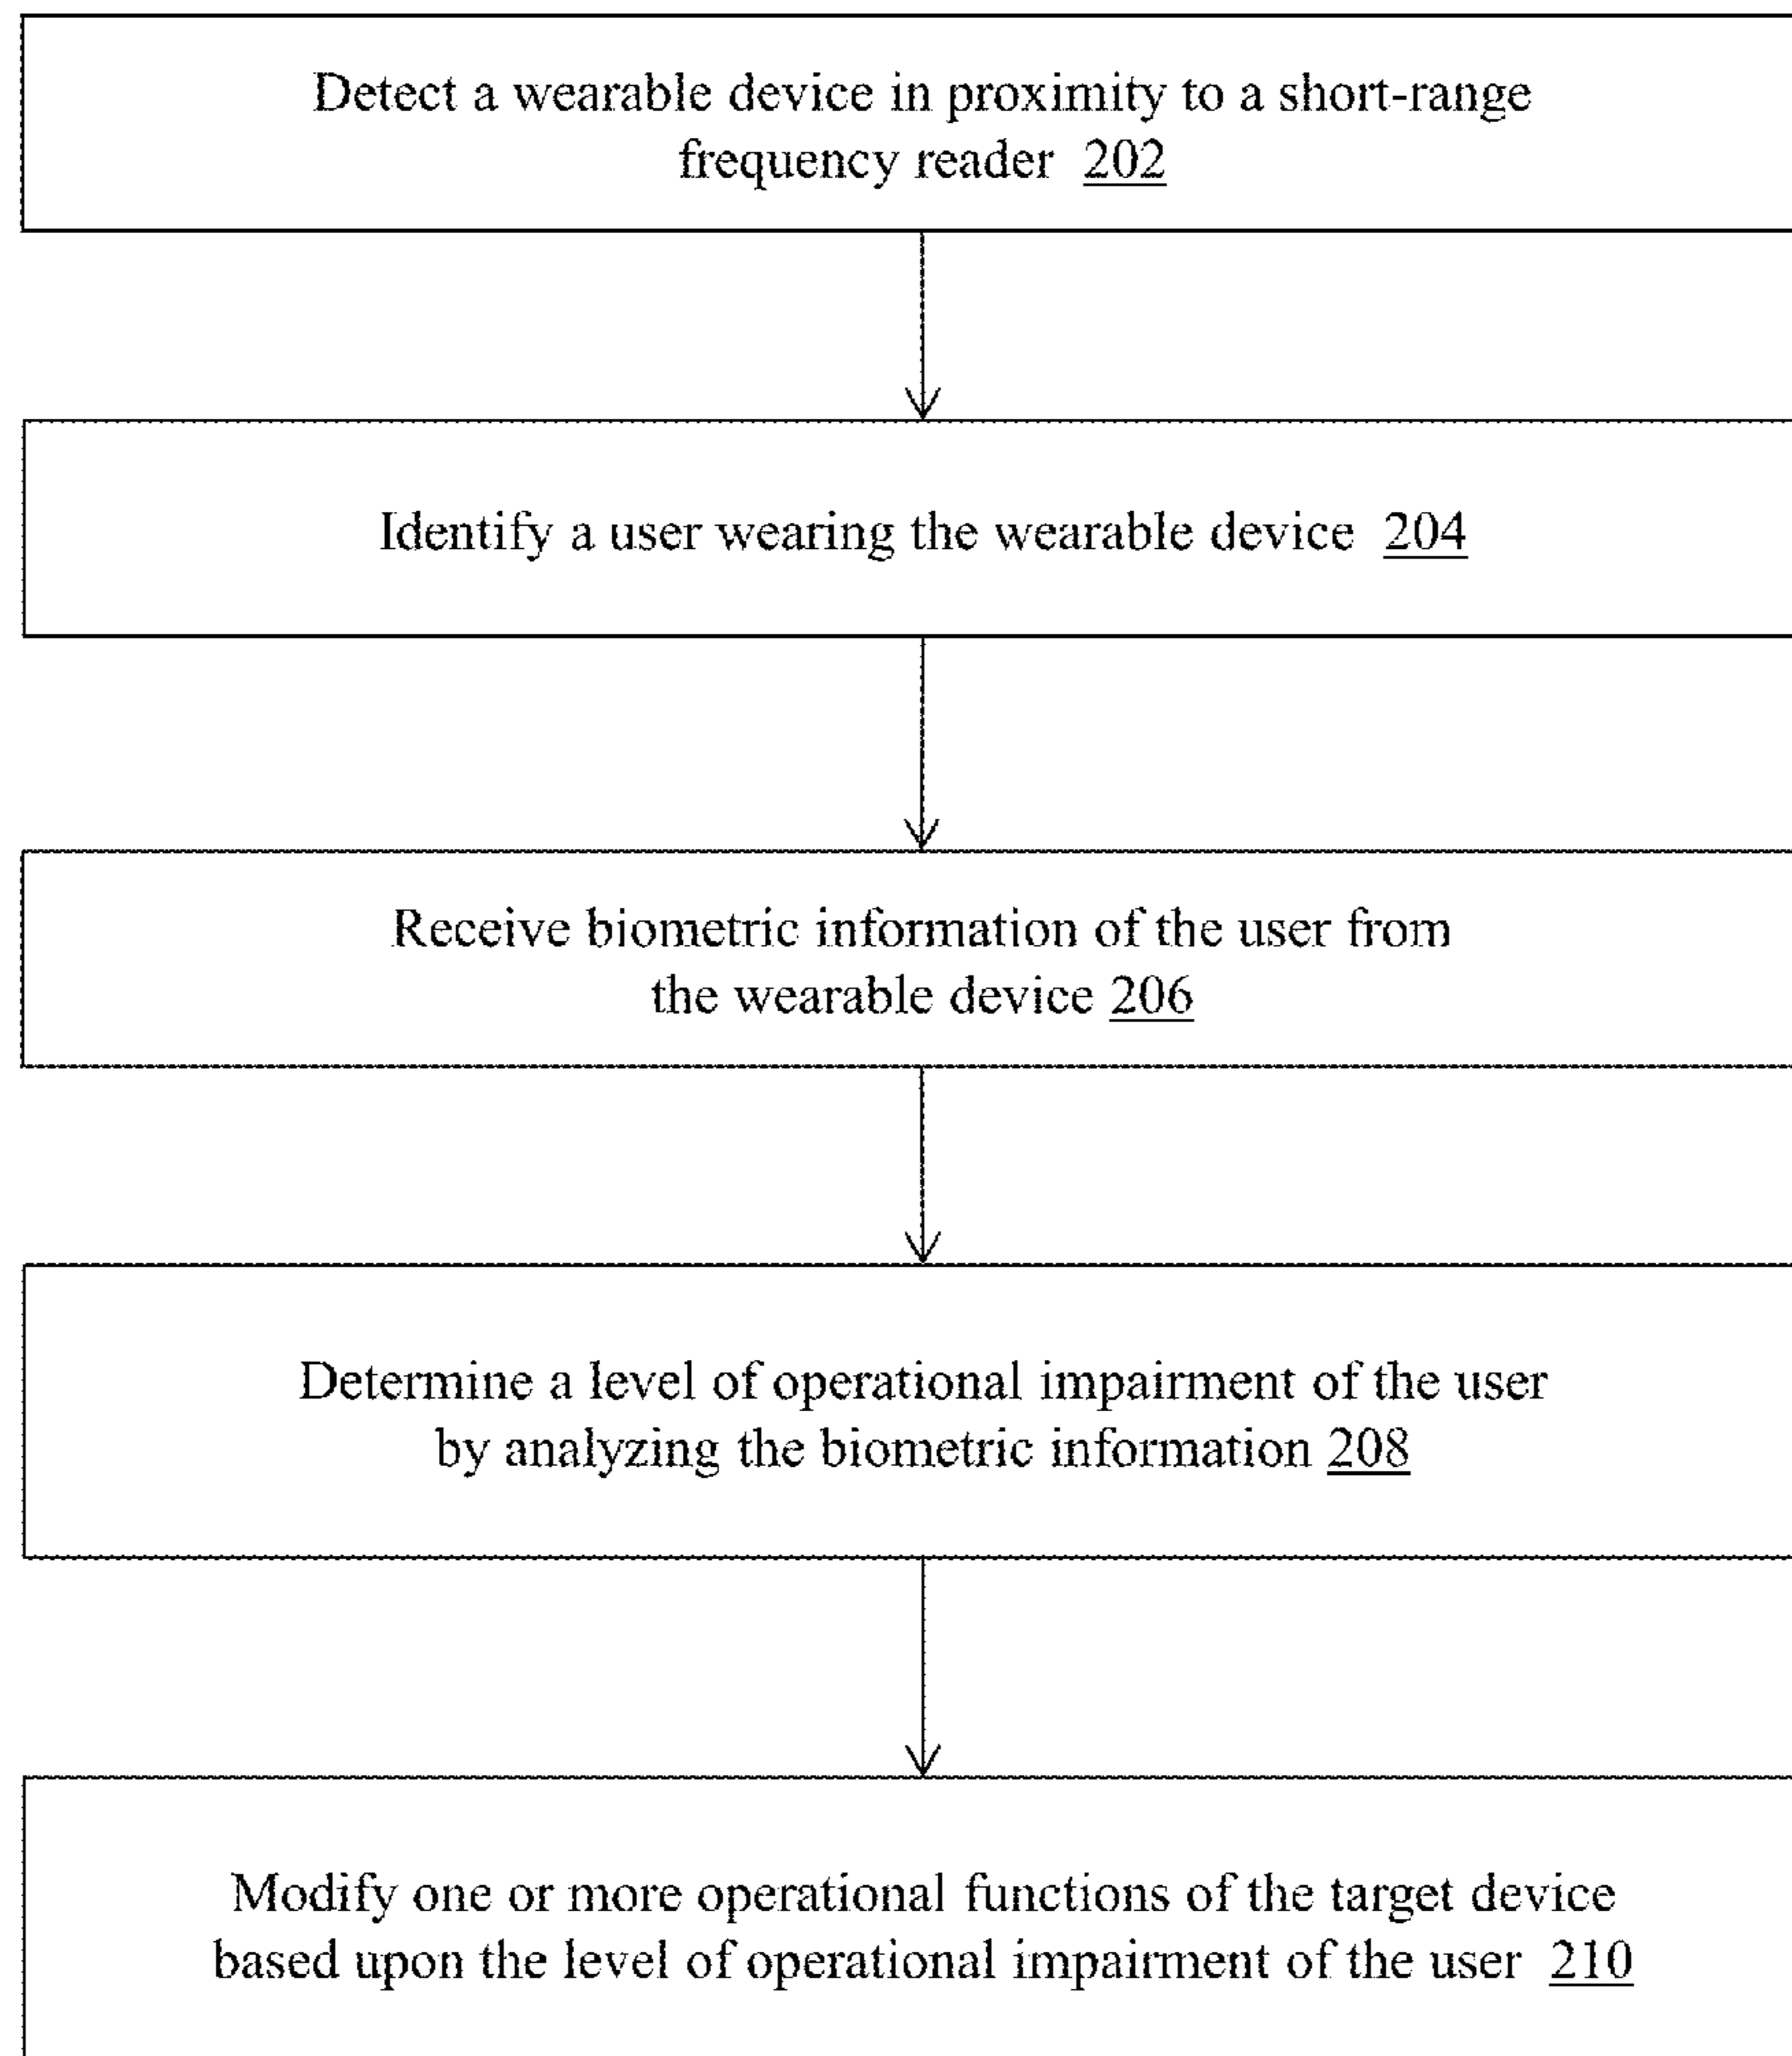 Detect a wearable device in proximity to a short-range
frequency reader 202
Identify a user wearing the wearable device 204
Receive biometric information of the user from
the wearable device 206
Determine a level of operational impairment of the user
by analyzing the biometric information 208
Modify one or more operational functions of the target device
based upon the level of operational impairment of the user 210